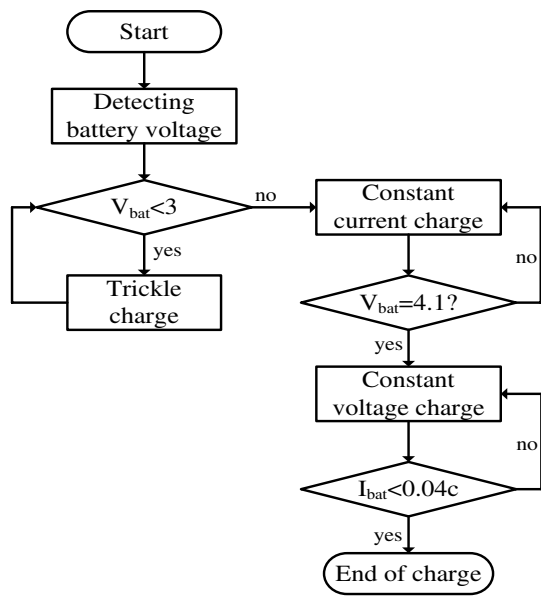 Start
Detecting
battery voltage
V_bat<3
no
yes
Trickle
charge
Constant
current charge
no
V_bat=4.1?
yes
Constant
voltage charge
no
I_bat<0.04c
yes
End of charge